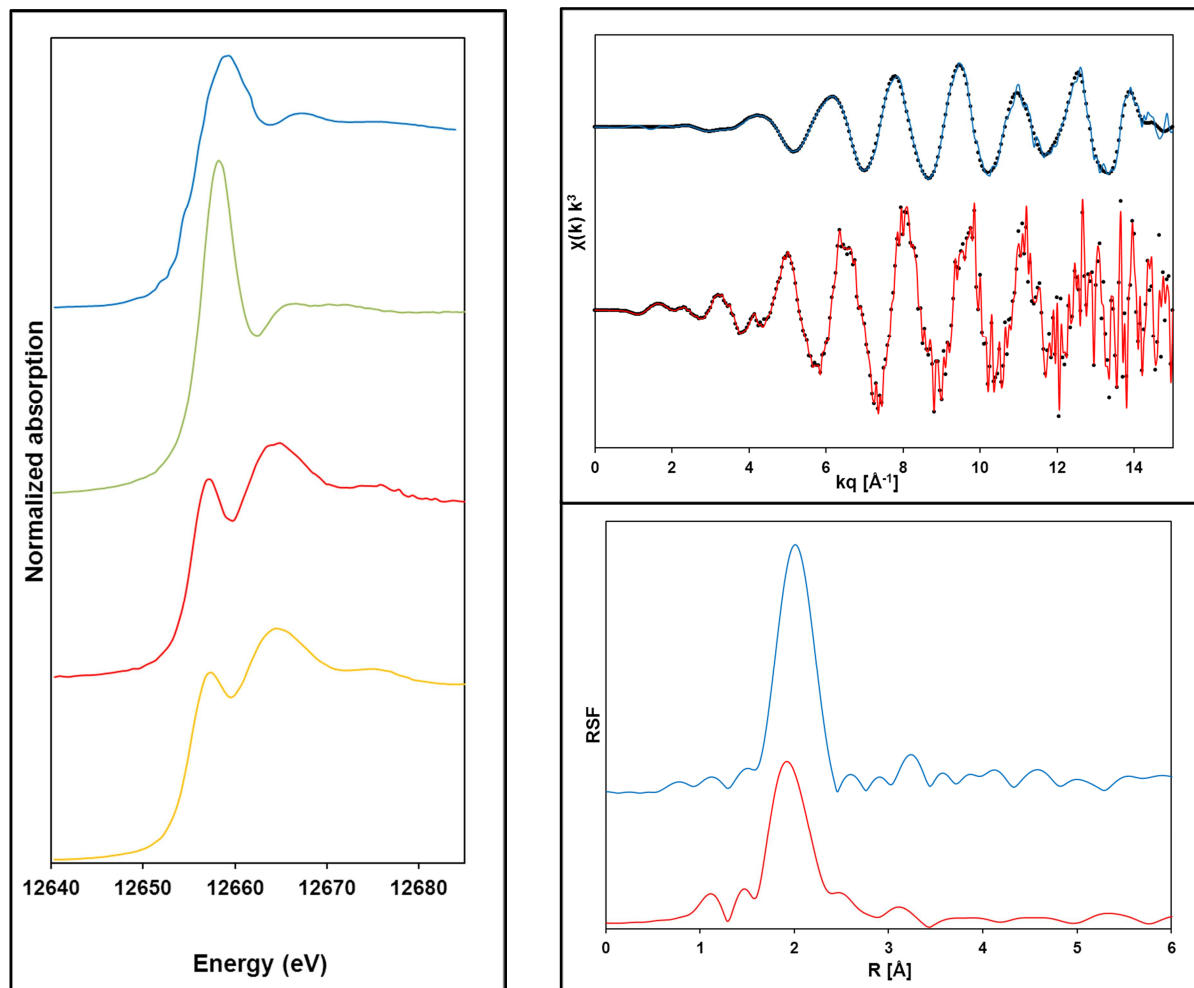 Normalized absorption
12640 12650 12660 12670 12680
Energy (eV)
χ(k) k³
0 2 4 6 8 10 12 14
kq [Å⁻¹]
RSF
0 1 2 3 4 5 6
R [Å]